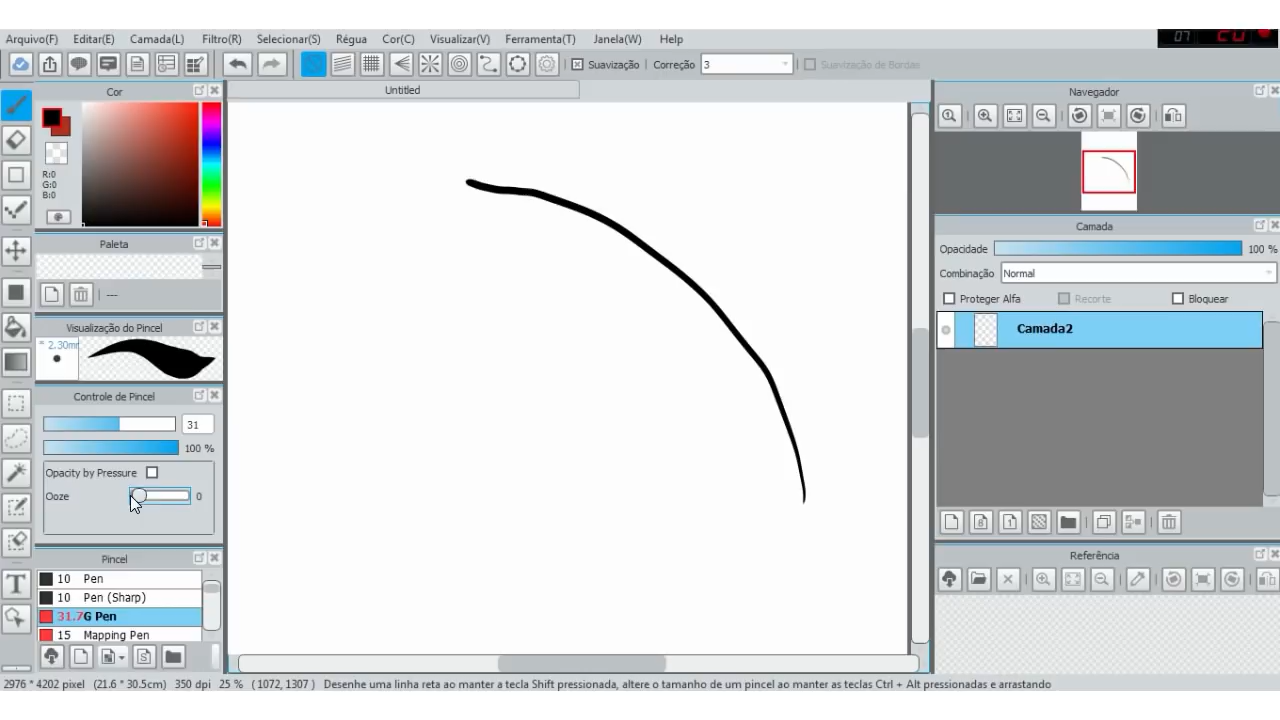 Arquivo(F) Editar(E) Camada(L) Filtro(R) Selecionar(S) Régua Cor(C) Visualizar(V) Ferramenta(T) Janela(W) Help
Suavização Correção 3 Suavização de Bordas
Cor
R:0
G:0
B:0
Paleta
---
Visualização do Pincel
* 2.30mm
Controle de Pincel
31
100 %
Opacity by Pressure
Ooze 0
Pincel
10 Pen
10 Pen (Sharp)
31.7 G Pen
15 Mapping Pen
Untitled
Navegador
Camada
Opacidade 100 %
Combinação Normal
Proteger Alfa Recorte Bloquear
Camada2
Referência
2976 * 4202 pixel (21.6 * 30.5cm) 350 dpi 25 % ( 1072, 1307 ) Desenhe uma linha reta ao manter a tecla Shift pressionada, altere o tamanho de um pincel ao manter as teclas Ctrl + Alt pressionadas e arrastando